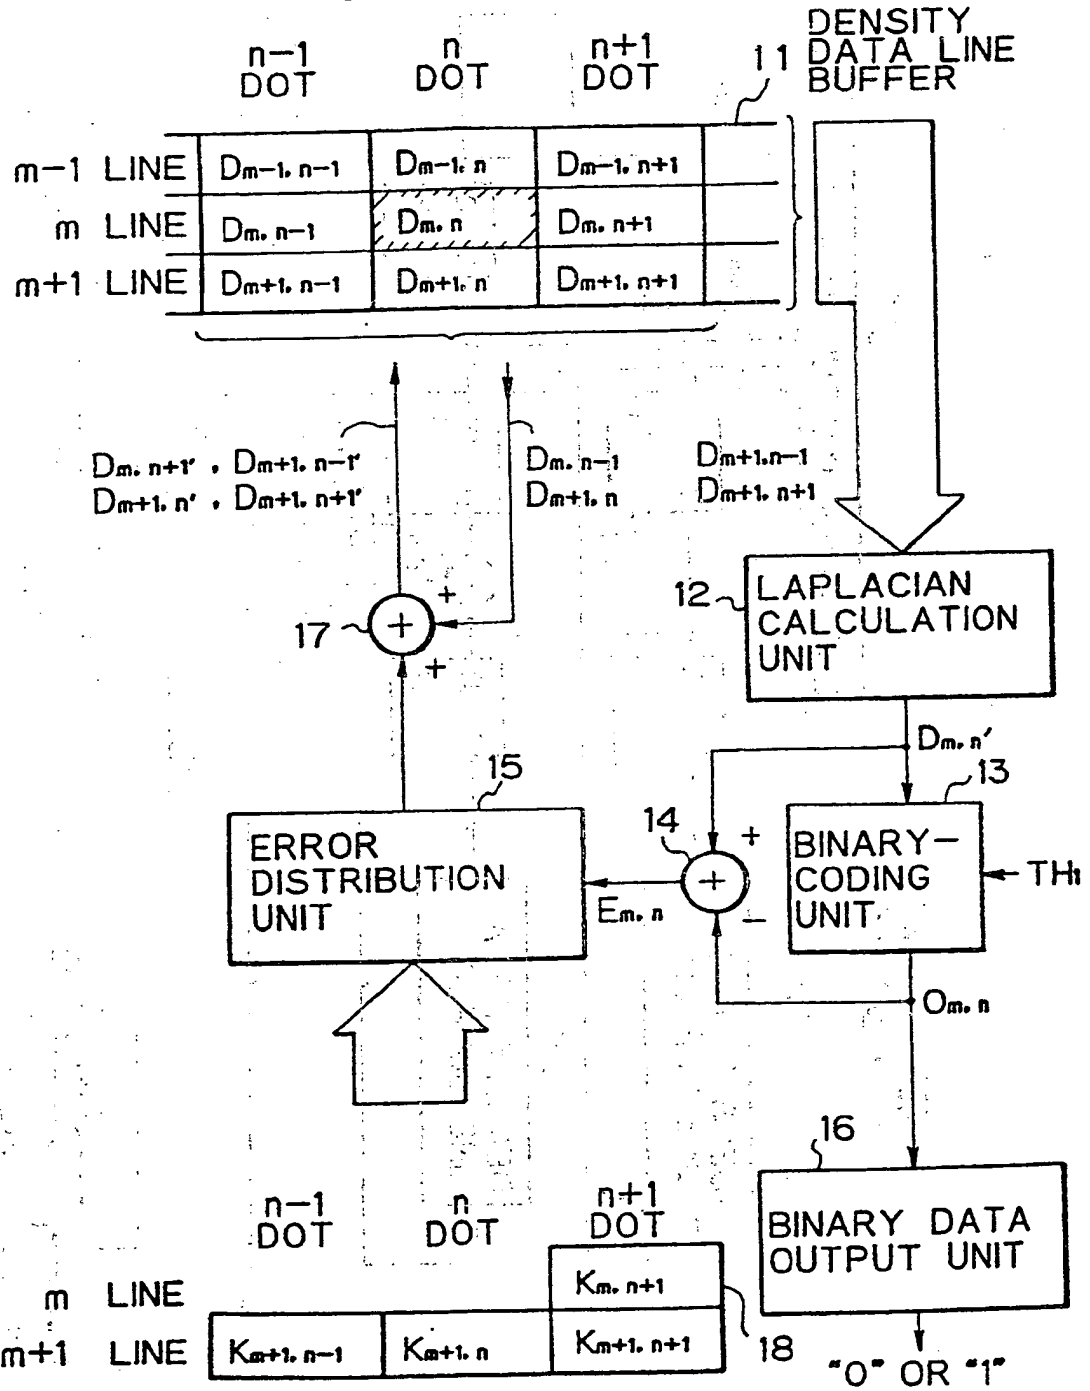 DENSITY
DATA LINE
BUFFER
11
n-1
DOT
n
DOT
n+1
DOT
m-1 LINE
Dm-1. n-1
Dm-1. n
Dm-1. n+1
m LINE
Dm. n-1
Dm. n
Dm. n+1
m+1 LINE
Dm+1. n-1
Dm+1. n
Dm+1. n+1
Dm. n+1' , Dm+1. n-1'
Dm+1. n' , Dm+1. n+1'
Dm. n-1 Dm+1.n-1
Dm+1. n Dm+1. n+1
12
LAPLACIAN
CALCULATION
UNIT
17
+
+
+
Dm. n'
15
ERROR
DISTRIBUTION
UNIT
14
+
+
−
Em. n
13
BINARY-
CODING
UNIT
TH1
Om. n
16
BINARY DATA
OUTPUT UNIT
"0" OR "1"
n-1
DOT
n
DOT
n+1
DOT
m LINE
Km. n+1
m+1 LINE
Km+1. n-1
Km+1. n
Km+1. n+1
18